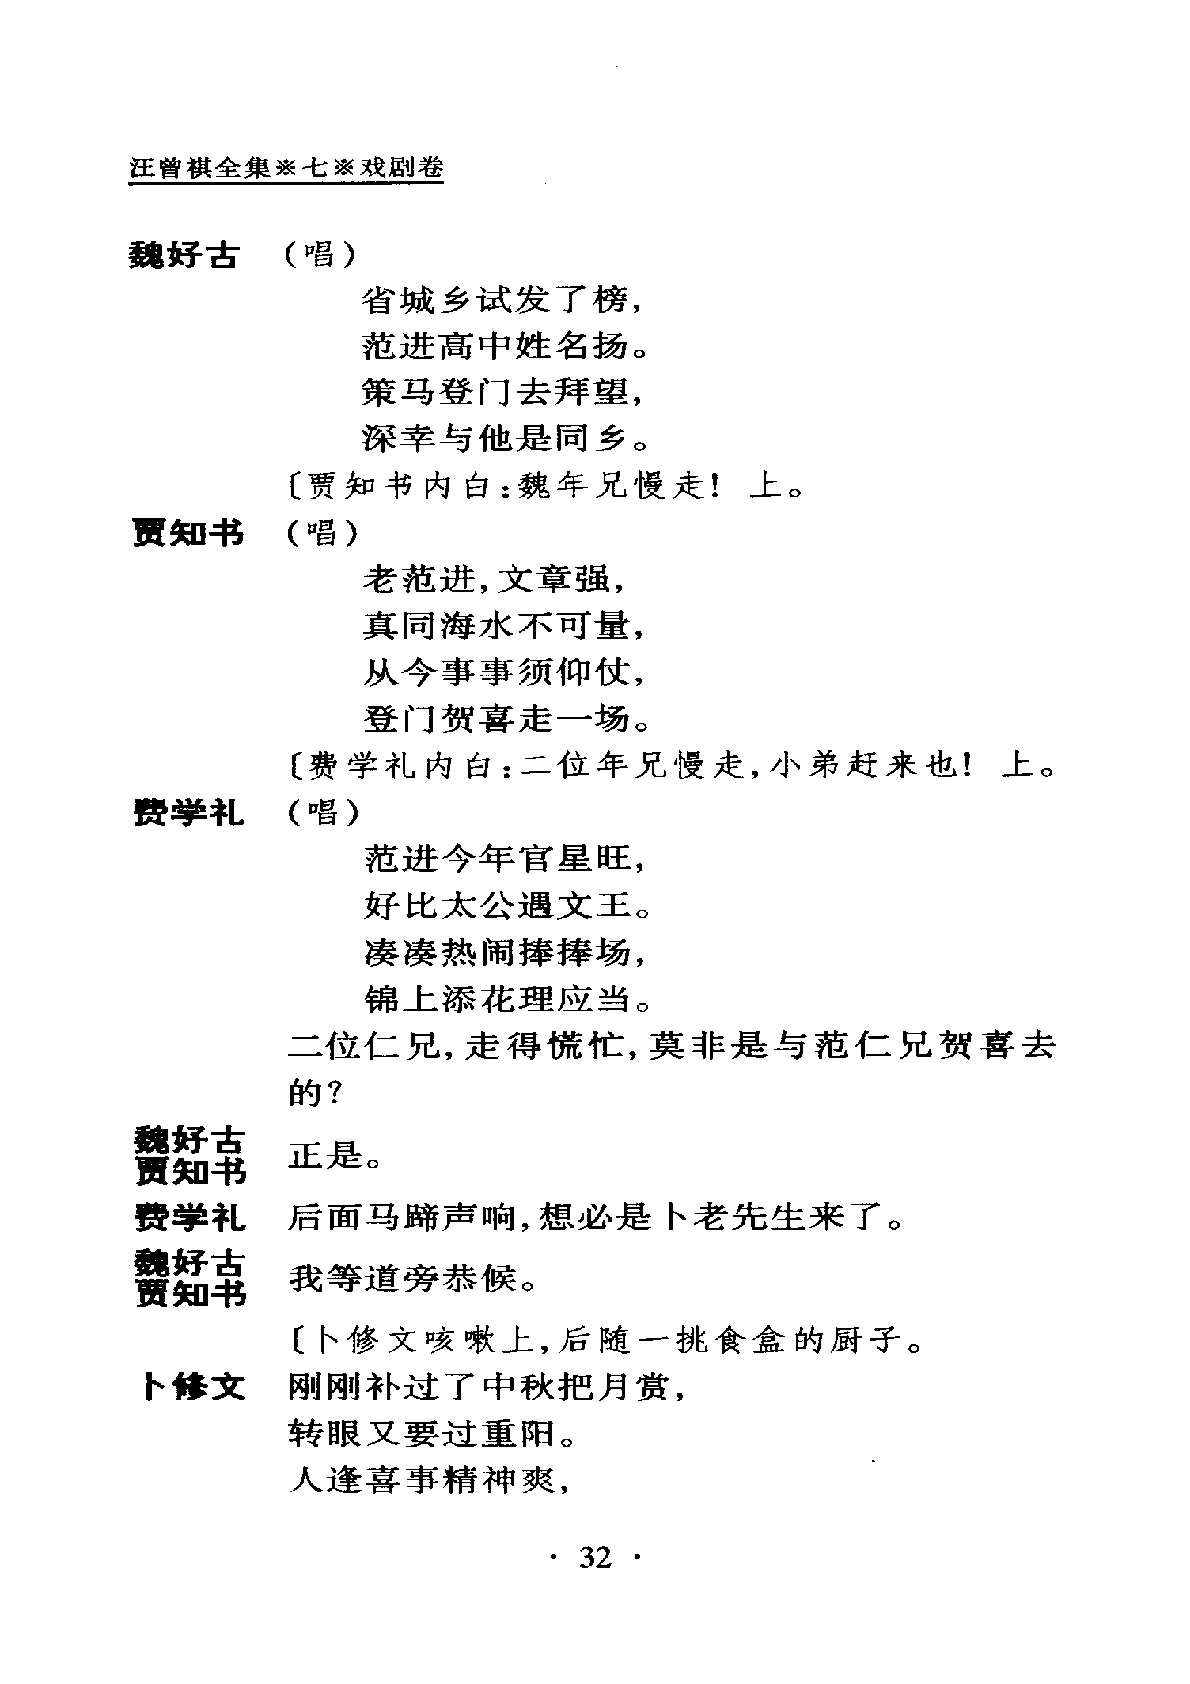 汪曾祺全集※七※戏剧卷
魏好古 （唱）
省城乡试发了榜，
范进高中姓名扬。
策马登门去拜望，
深幸与他是同乡。
〔贾知书内白：魏年兄慢走！ 上。
贾知书 （唱）
老范进，文章强，
真同海水不可量，
从今事事须仰仗，
登门贺喜走一场。
〔费学礼内白：二位年兄慢走，小弟赶来也！ 上。
费学礼 （唱）
范进今年官星旺，
好比太公遇文王。
凑凑热闹捧捧场，
锦上添花理应当。
二位仁兄，走得慌忙，莫非是与范仁兄贺喜去
的？
魏好古
贾知书 正是。
费学礼 后面马蹄声响，想必是卜老先生来了。
魏好古
贾知书 我等道旁恭候。
〔卜修文咳嗽上，后随一挑食盒的厨子。
卜修文 刚刚补过了中秋把月赏，
转眼又要过重阳。
人逢喜事精神爽，
· 32 ·